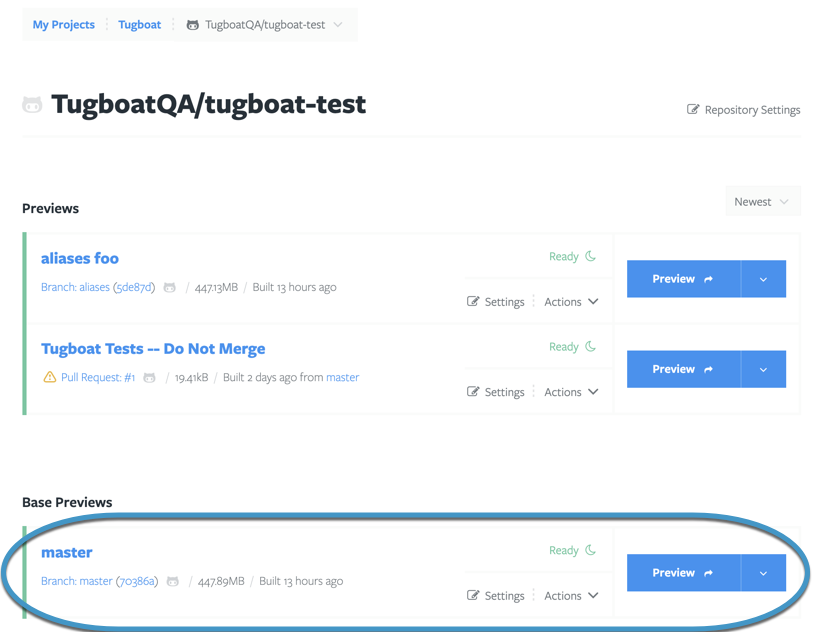 My Projects Tugboat TugboatQA/tugboat-test
TugboatQA/tugboat-test
Repository Settings
Previews
Newest
aliases foo
Ready
Branch: aliases (5de87d) / 447.13MB / Built 13 hours ago
Settings Actions
Preview
Tugboat Tests -- Do Not Merge
Ready
Pull Request: #1 / 19.41kB / Built 2 days ago from master
Settings Actions
Preview
Base Previews
master
Ready
Branch: master (70386a) / 447.89MB / Built 13 hours ago
Settings Actions
Preview